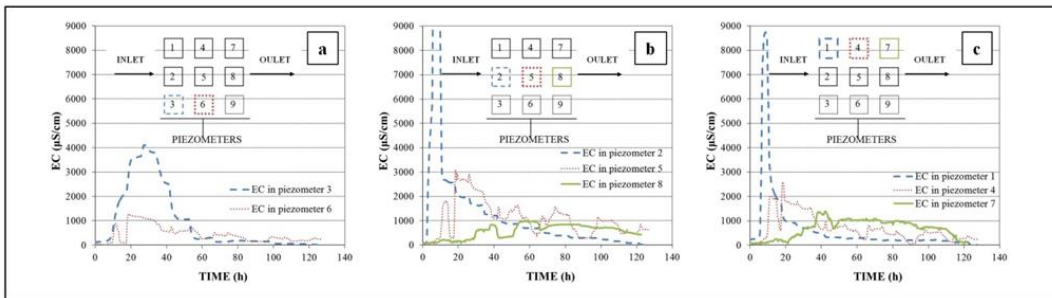 9000
8000
7000
6000
5000
4000
3000
2000
1000
0
EC (µS/cm)
0 20 40 60 80 100 120 140
TIME (h)
INLET
OULET
1 4 7
2 5 8
3 6 9
PIEZOMETERS
a
EC in piezometer 3
EC in piezometer 6
9000
8000
7000
6000
5000
4000
3000
2000
1000
0
EC (µS/cm)
0 20 40 60 80 100 120 140
TIME (h)
INLET
OULET
1 4 7
2 5 8
3 6 9
PIEZOMETERS
b
EC in piezometer 2
EC in piezometer 5
EC in piezometer 8
9000
8000
7000
6000
5000
4000
3000
2000
1000
0
EC (µS/cm)
0 20 40 60 80 100 120 140
TIME (h)
INLET
OULET
1 4 7
2 5 8
3 6 9
PIEZOMETERS
c
EC in piezometer 1
EC in piezometer 4
EC in piezometer 7